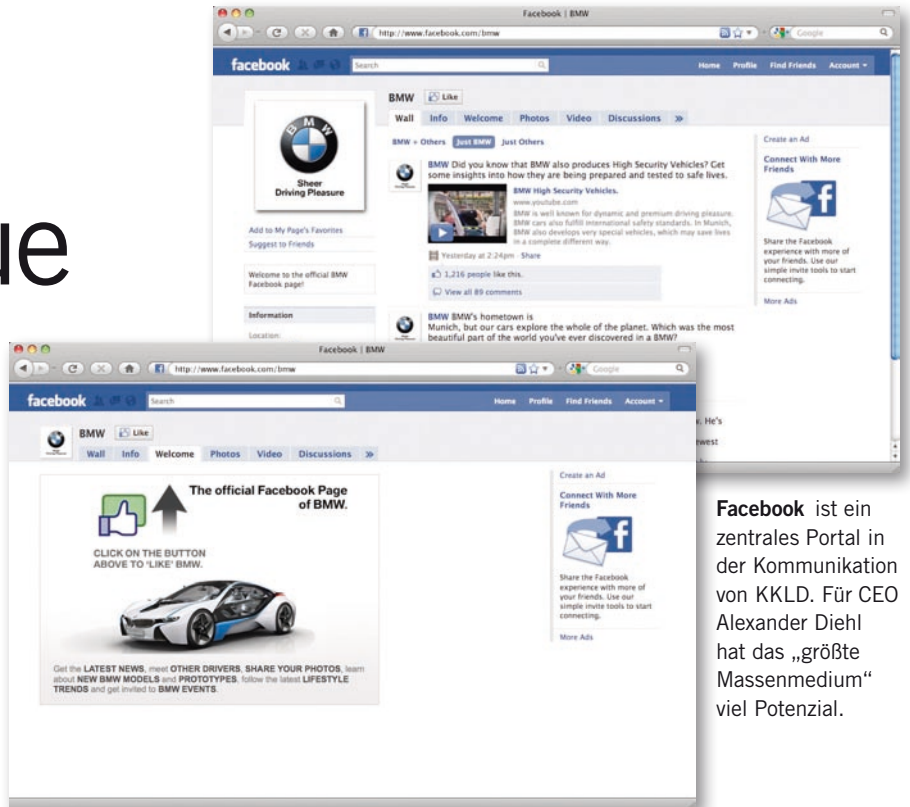 Facebook | BMW
http://www.facebook.com/bmw
Google
facebook
Search
Home Profile Find Friends Account
BMW Like
Wall Info Welcome Photos Video Discussions »
BMW + Others Just BMW Just Others
BMW
Sheer
Driving Pleasure
Add to My Page's Favorites
Suggest to Friends
Welcome to the official BMW
Facebook page!
Information
Location:
BMW Did you know that BMW also produces High Security Vehicles? Get
some insights into how they are being prepared and tested to safe lives.
BMW High Security Vehicles.
www.youtube.com
BMW is well known for dynamic and premium driving pleasure.
BMW cars also fulfill international safety standards. In Munich,
BMW also develops very special vehicles, which may save lives
in a complete different way.
Yesterday at 2:24pm · Share
1,216 people like this.
View all 89 comments
BMW BMW's hometown is
Munich, but our cars explore the whole of the planet. Which was the most
beautiful part of the world you've ever discovered in a BMW?
Create an Ad
Connect With More
Friends
Share the Facebook
experience with more of
your friends. Use our
simple invite tools to start
connecting.
More Ads
ue
Facebook | BMW
http://www.facebook.com/bmw
Google
facebook
Search
Home Profile Find Friends Account
BMW Like
Wall Info Welcome Photos Video Discussions »
The official Facebook Page
of BMW.
CLICK ON THE BUTTON
ABOVE TO 'LIKE' BMW.
Get the LATEST NEWS, meet OTHER DRIVERS, SHARE YOUR PHOTOS, learn
about NEW BMW MODELS and PROTOTYPES, follow the latest LIFESTYLE
TRENDS and get invited to BMW EVENTS.
Create an Ad
Connect With More
Friends
Share the Facebook
experience with more of
your friends. Use our
simple invite tools to start
connecting.
More Ads
. He's
Facebook ist ein
zentrales Portal in
der Kommunikation
von KKLD. Für CEO
Alexander Diehl
hat das „größte
Massenmedium“
viel Potenzial.